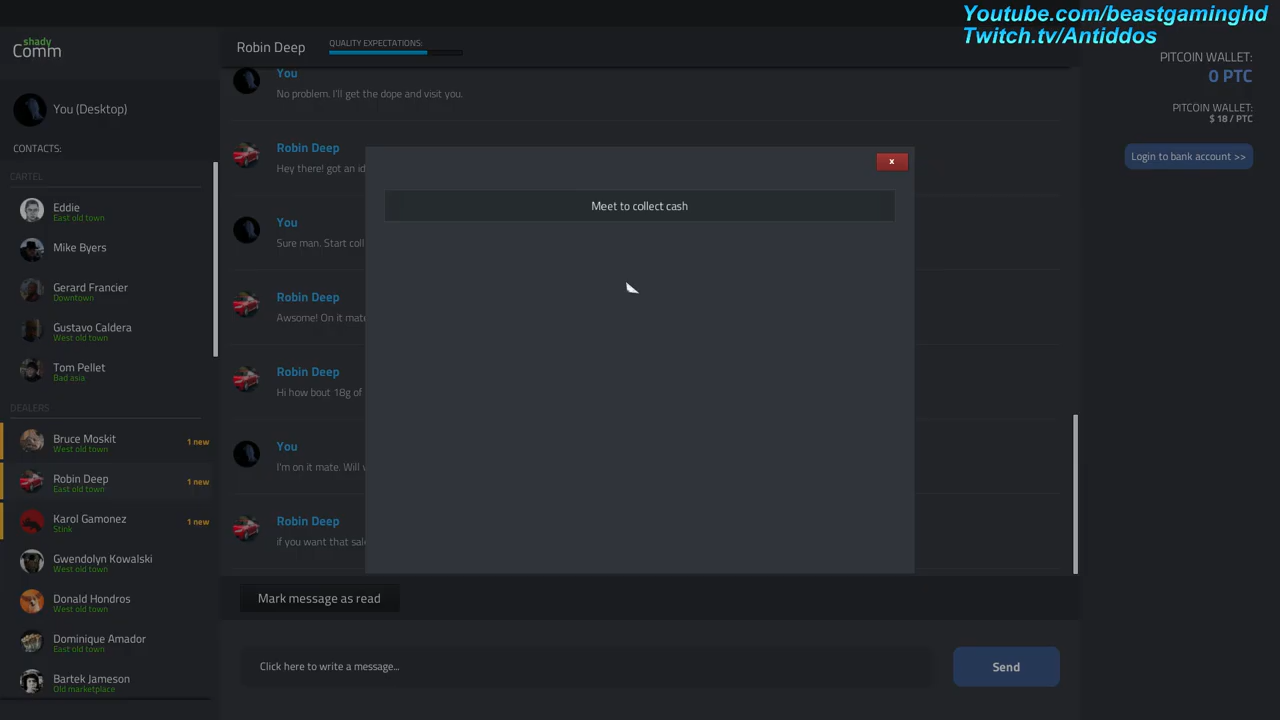 Youtube.com/beastgaminghd
Twitch.tv/Antiddos
shady
Comm
Robin Deep
QUALITY EXPECTATIONS:
PITCOIN WALLET:
0 PTC
PITCOIN WALLET:
$ 18 / PTC
Login to bank account >>
You (Desktop)
CONTACTS:
CARTEL
Eddie
East old town
Mike Byers
Gerard Francier
Downtown
Gustavo Caldera
West old town
Tom Pellet
Bad asia
DEALERS
Bruce Moskit
West old town
1 new
Robin Deep
East old town
1 new
Karol Gamonez
Stink
1 new
Gwendolyn Kowalski
West old town
Donald Hondros
West old town
Dominique Amador
East old town
Bartek Jameson
Old marketplace
You
No problem. I'll get the dope and visit you.
Robin Deep
Hey there! got an id
You
Sure man. Start coll
Robin Deep
Awsome! On it mate
Robin Deep
Hi how bout 18g of
You
I'm on it mate. Will
Robin Deep
if you want that sal
x
Meet to collect cash
Mark message as read
Click here to write a message...
Send